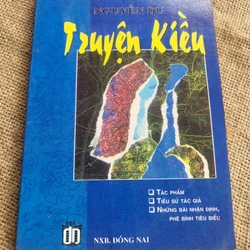 NGUYỄN DU
Truyện Kiều
TÁC PHẨM
TIỂU SỬ TÁC GIẢ
NHỮNG BÀI NHẬN ĐỊNH,
PHÊ BÌNH TIÊU BIỂU
NXB. ĐỒNG NAI